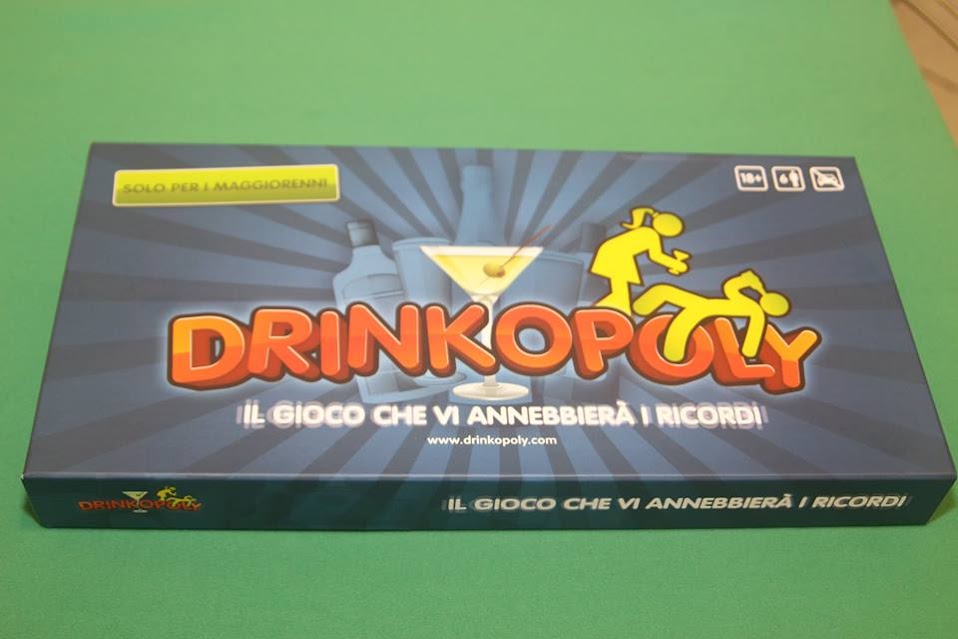 SOLO PER I MAGGIORENNI
18+ 6
DRINKOPOLY
IL GIOCO CHE VI ANNEBBIERÀ I RICORDI
www.drinkopoly.com
DRINKOPOLY
IL GIOCO CHE VI ANNEBBIERÀ I RICORDI